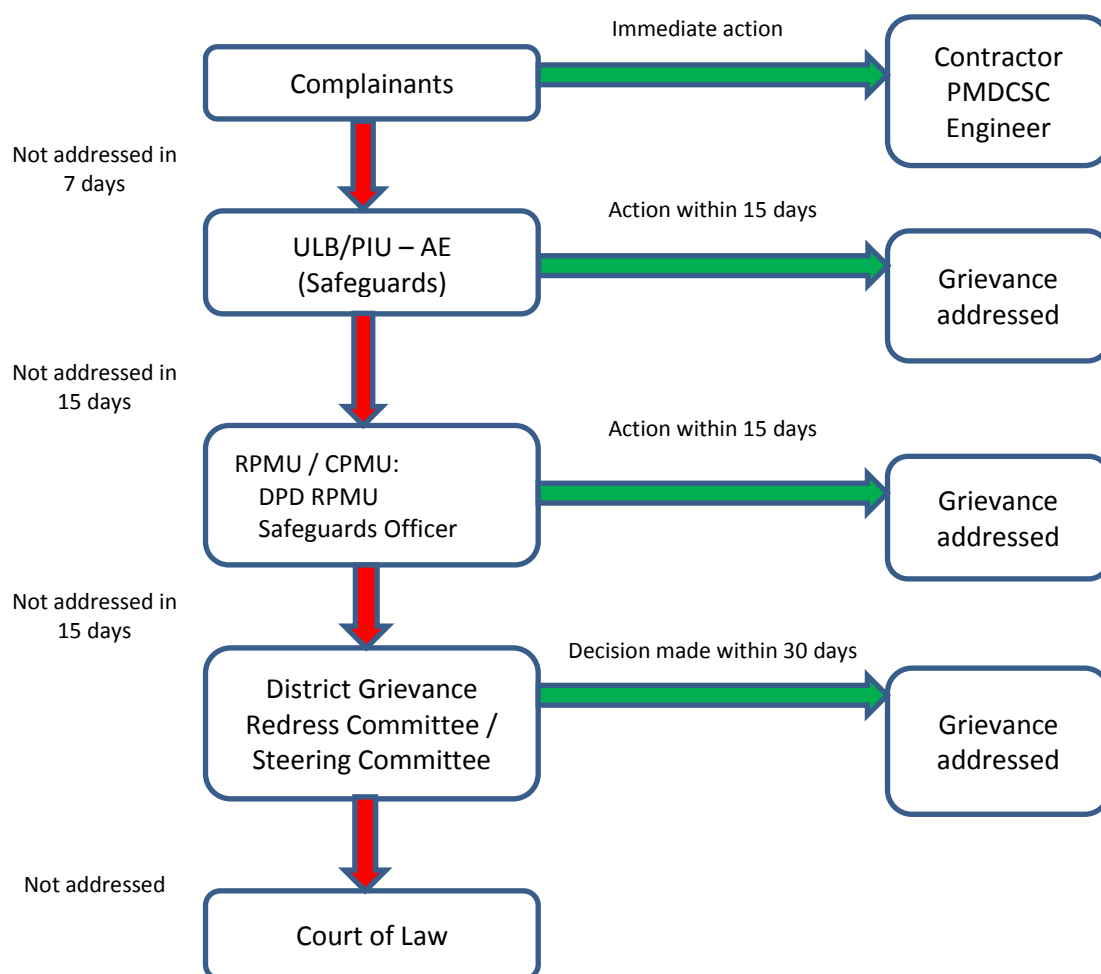 Immediate action
Complainants
Contractor
PMDCSC
Engineer
Not addressed in
7 days
Action within 15 days
ULB/PIU – AE
(Safeguards)
Grievance
addressed
Not addressed in
15 days
Action within 15 days
RPMU / CPMU:
DPD RPMU
Safeguards Officer
Grievance
addressed
Not addressed in
15 days
Decision made within 30 days
District Grievance
Redress Committee /
Steering Committee
Grievance
addressed
Not addressed
Court of Law